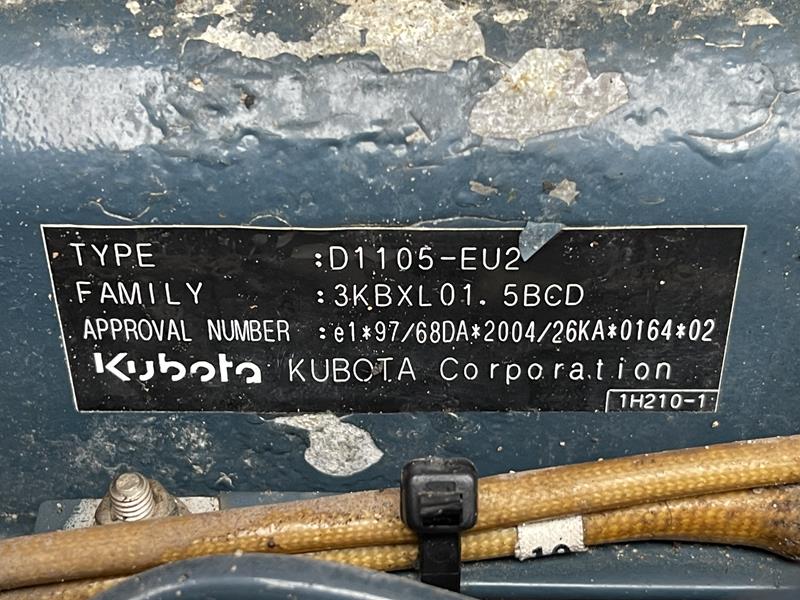 TYPE :D1105-EU2
FAMILY :3KBXL01.5BCD
APPROVAL NUMBER :e1*97/68DA*2004/26KA*0164*02
Kubota KUBOTA Corporation
1H210-1